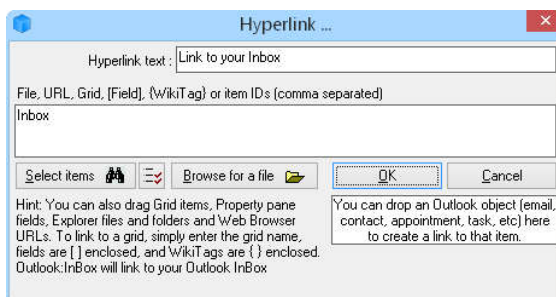 Hyperlink ...
Hyperlink text : Link to your Inbox
File, URL, Grid, [Field], {WikiTag} or item IDs (comma separated)
Inbox
Select items Browse for a file OK Cancel
Hint: You can also drag Grid items, Property pane
fields, Explorer files and folders and Web Browser
URLs. To link to a grid, simply enter the grid name,
fields are [ ] enclosed, and WikiTags are { } enclosed.
Outlook:InBox will link to your Outlook InBox
You can drop an Outlook object (email,
contact, appointment, task, etc) here
to create a link to that item.